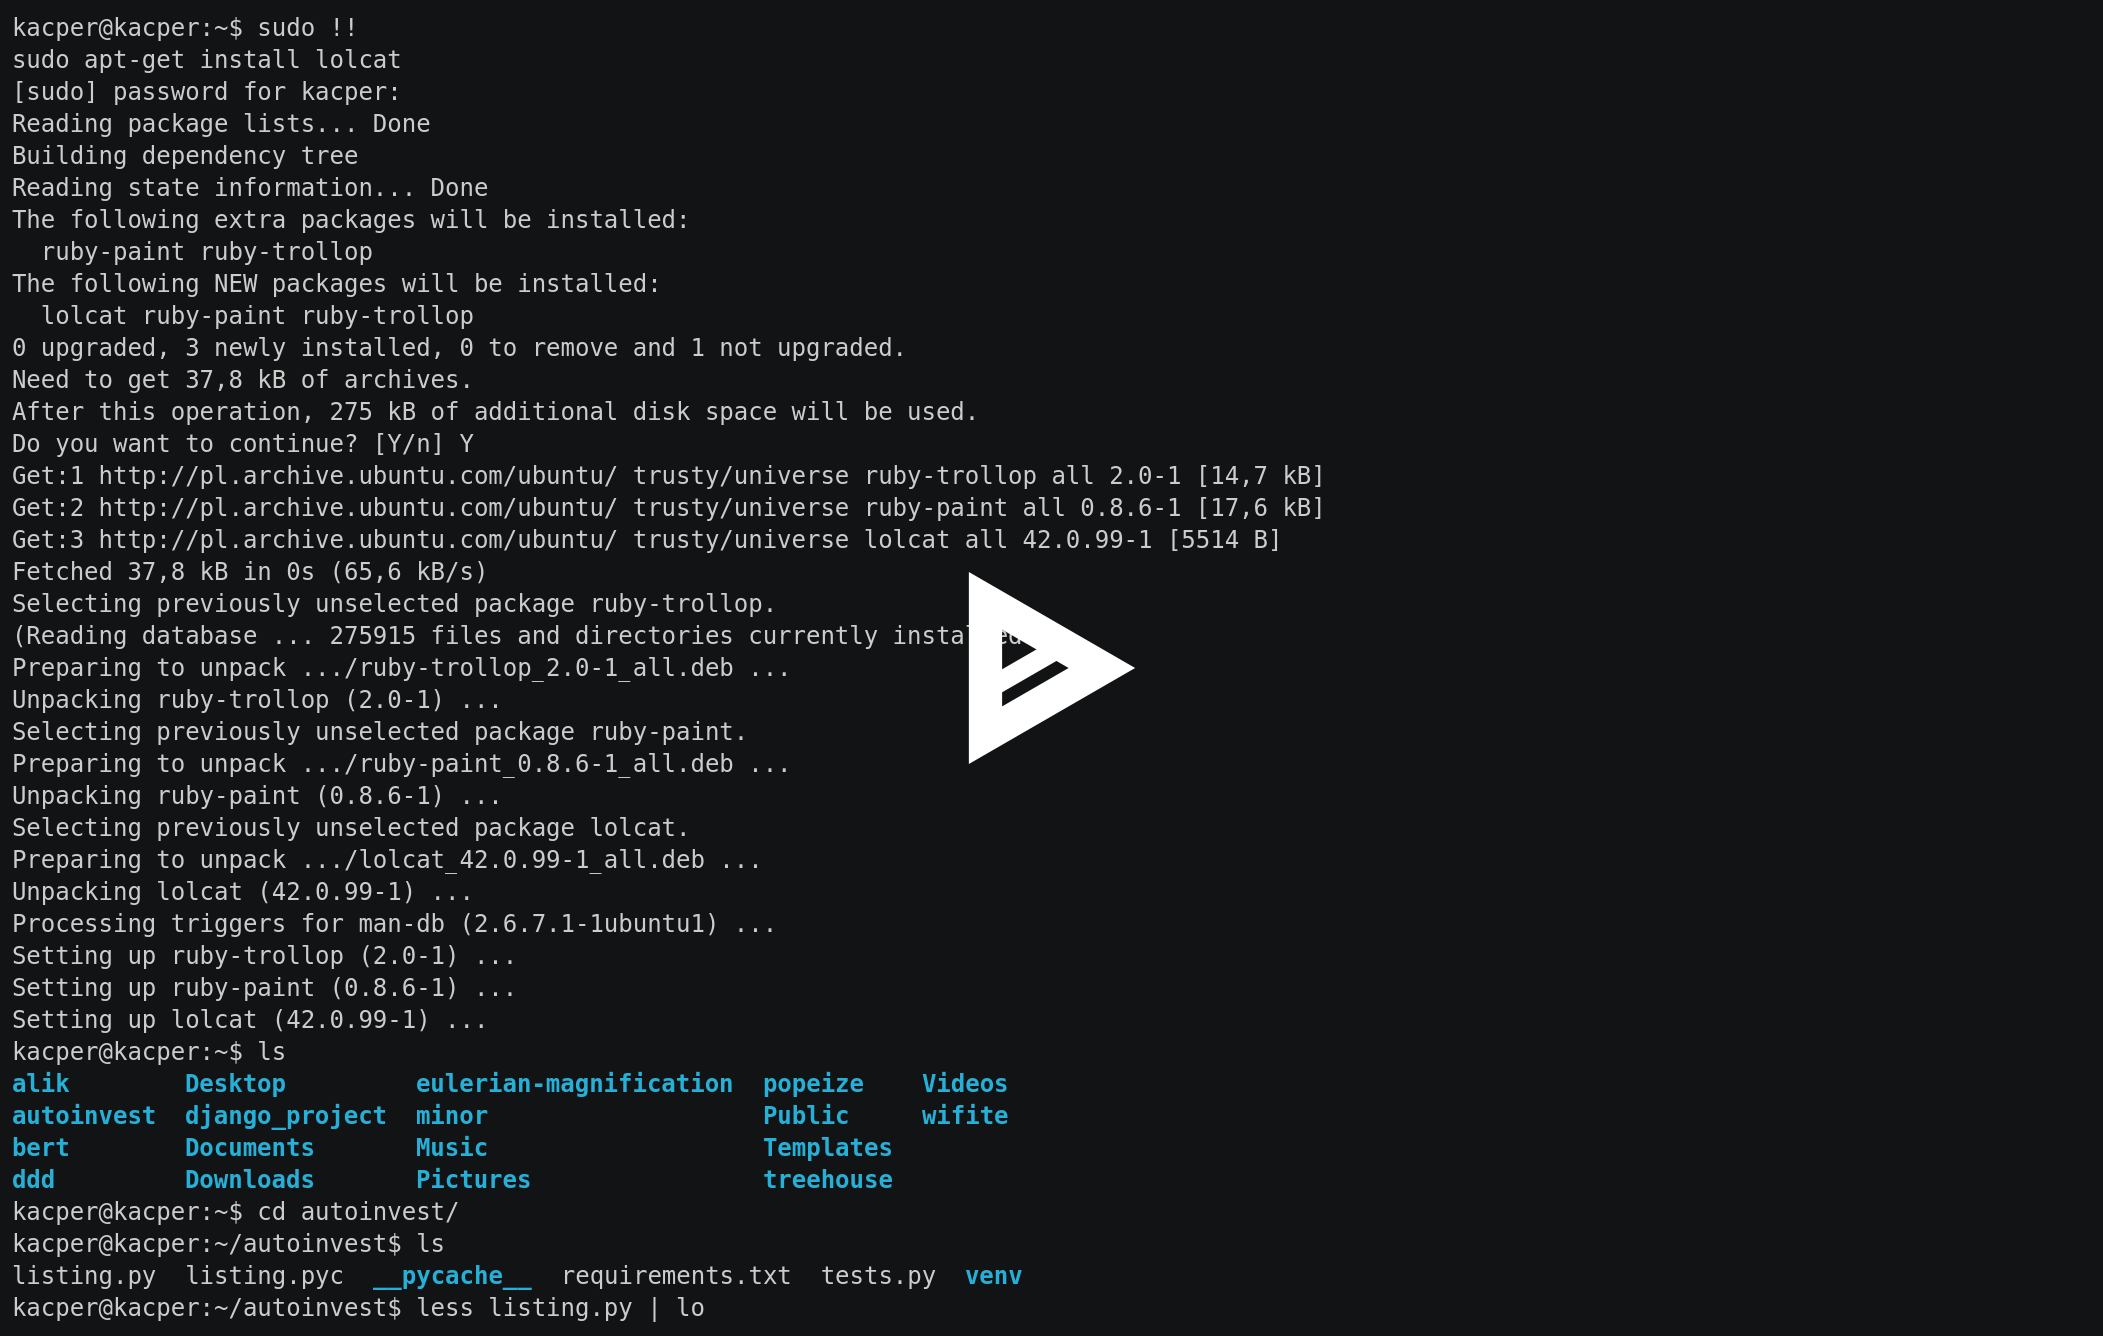 kacper@kacper:~$ sudo !!
sudo apt-get install lolcat
[sudo] password for kacper:
Reading package lists... Done
Building dependency tree
Reading state information... Done
The following extra packages will be installed:
  ruby-paint ruby-trollop
The following NEW packages will be installed:
  lolcat ruby-paint ruby-trollop
0 upgraded, 3 newly installed, 0 to remove and 1 not upgraded.
Need to get 37,8 kB of archives.
After this operation, 275 kB of additional disk space will be used.
Do you want to continue? [Y/n] Y
Get:1 http://pl.archive.ubuntu.com/ubuntu/ trusty/universe ruby-trollop all 2.0-1 [14,7 kB]
Get:2 http://pl.archive.ubuntu.com/ubuntu/ trusty/universe ruby-paint all 0.8.6-1 [17,6 kB]
Get:3 http://pl.archive.ubuntu.com/ubuntu/ trusty/universe lolcat all 42.0.99-1 [5514 B]
Fetched 37,8 kB in 0s (65,6 kB/s)
Selecting previously unselected package ruby-trollop.
(Reading database ... 275915 files and directories currently
Preparing to unpack .../ruby-trollop_2.0-1_all.deb ...
Unpacking ruby-trollop (2.0-1) ...
Selecting previously unselected package ruby-paint.
Preparing to unpack .../ruby-paint_0.8.6-1_all.deb ...
Unpacking ruby-paint (0.8.6-1) ...
Selecting previously unselected package lolcat.
Preparing to unpack .../lolcat_42.0.99-1_all.deb ...
Unpacking lolcat (42.0.99-1) ...
Processing triggers for man-db (2.6.7.1-1ubuntu1) ...
Setting up ruby-trollop (2.0-1) ...
Setting up ruby-paint (0.8.6-1) ...
Setting up lolcat (42.0.99-1) ...
kacper@kacper:~$ ls
alik        Desktop         eulerian-magnification  popeize    Videos
autoinvest  django_project  minor                   Public     wifite
bert        Documents       Music                   Templates
ddd         Downloads       Pictures                treehouse
kacper@kacper:~$ cd autoinvest/
kacper@kacper:~/autoinvest$ ls
listing.py  listing.pyc  __pycache__  requirements.txt  tests.py  venv
kacper@kacper:~/autoinvest$ less listing.py | lo